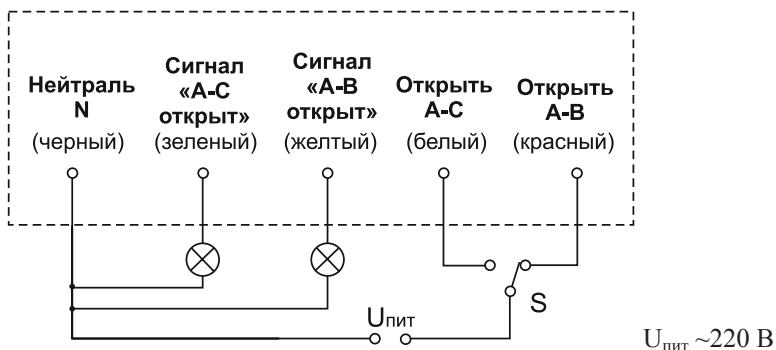 Нейтраль
N
(черный)
Сигнал
«А-С
открыт»
(зеленый)
Сигнал
«А-В
открыт»
(желтый)
Открыть
А-С
(белый)
Открыть
А-В
(красный)
S
Uпит
Uпит ~220 В